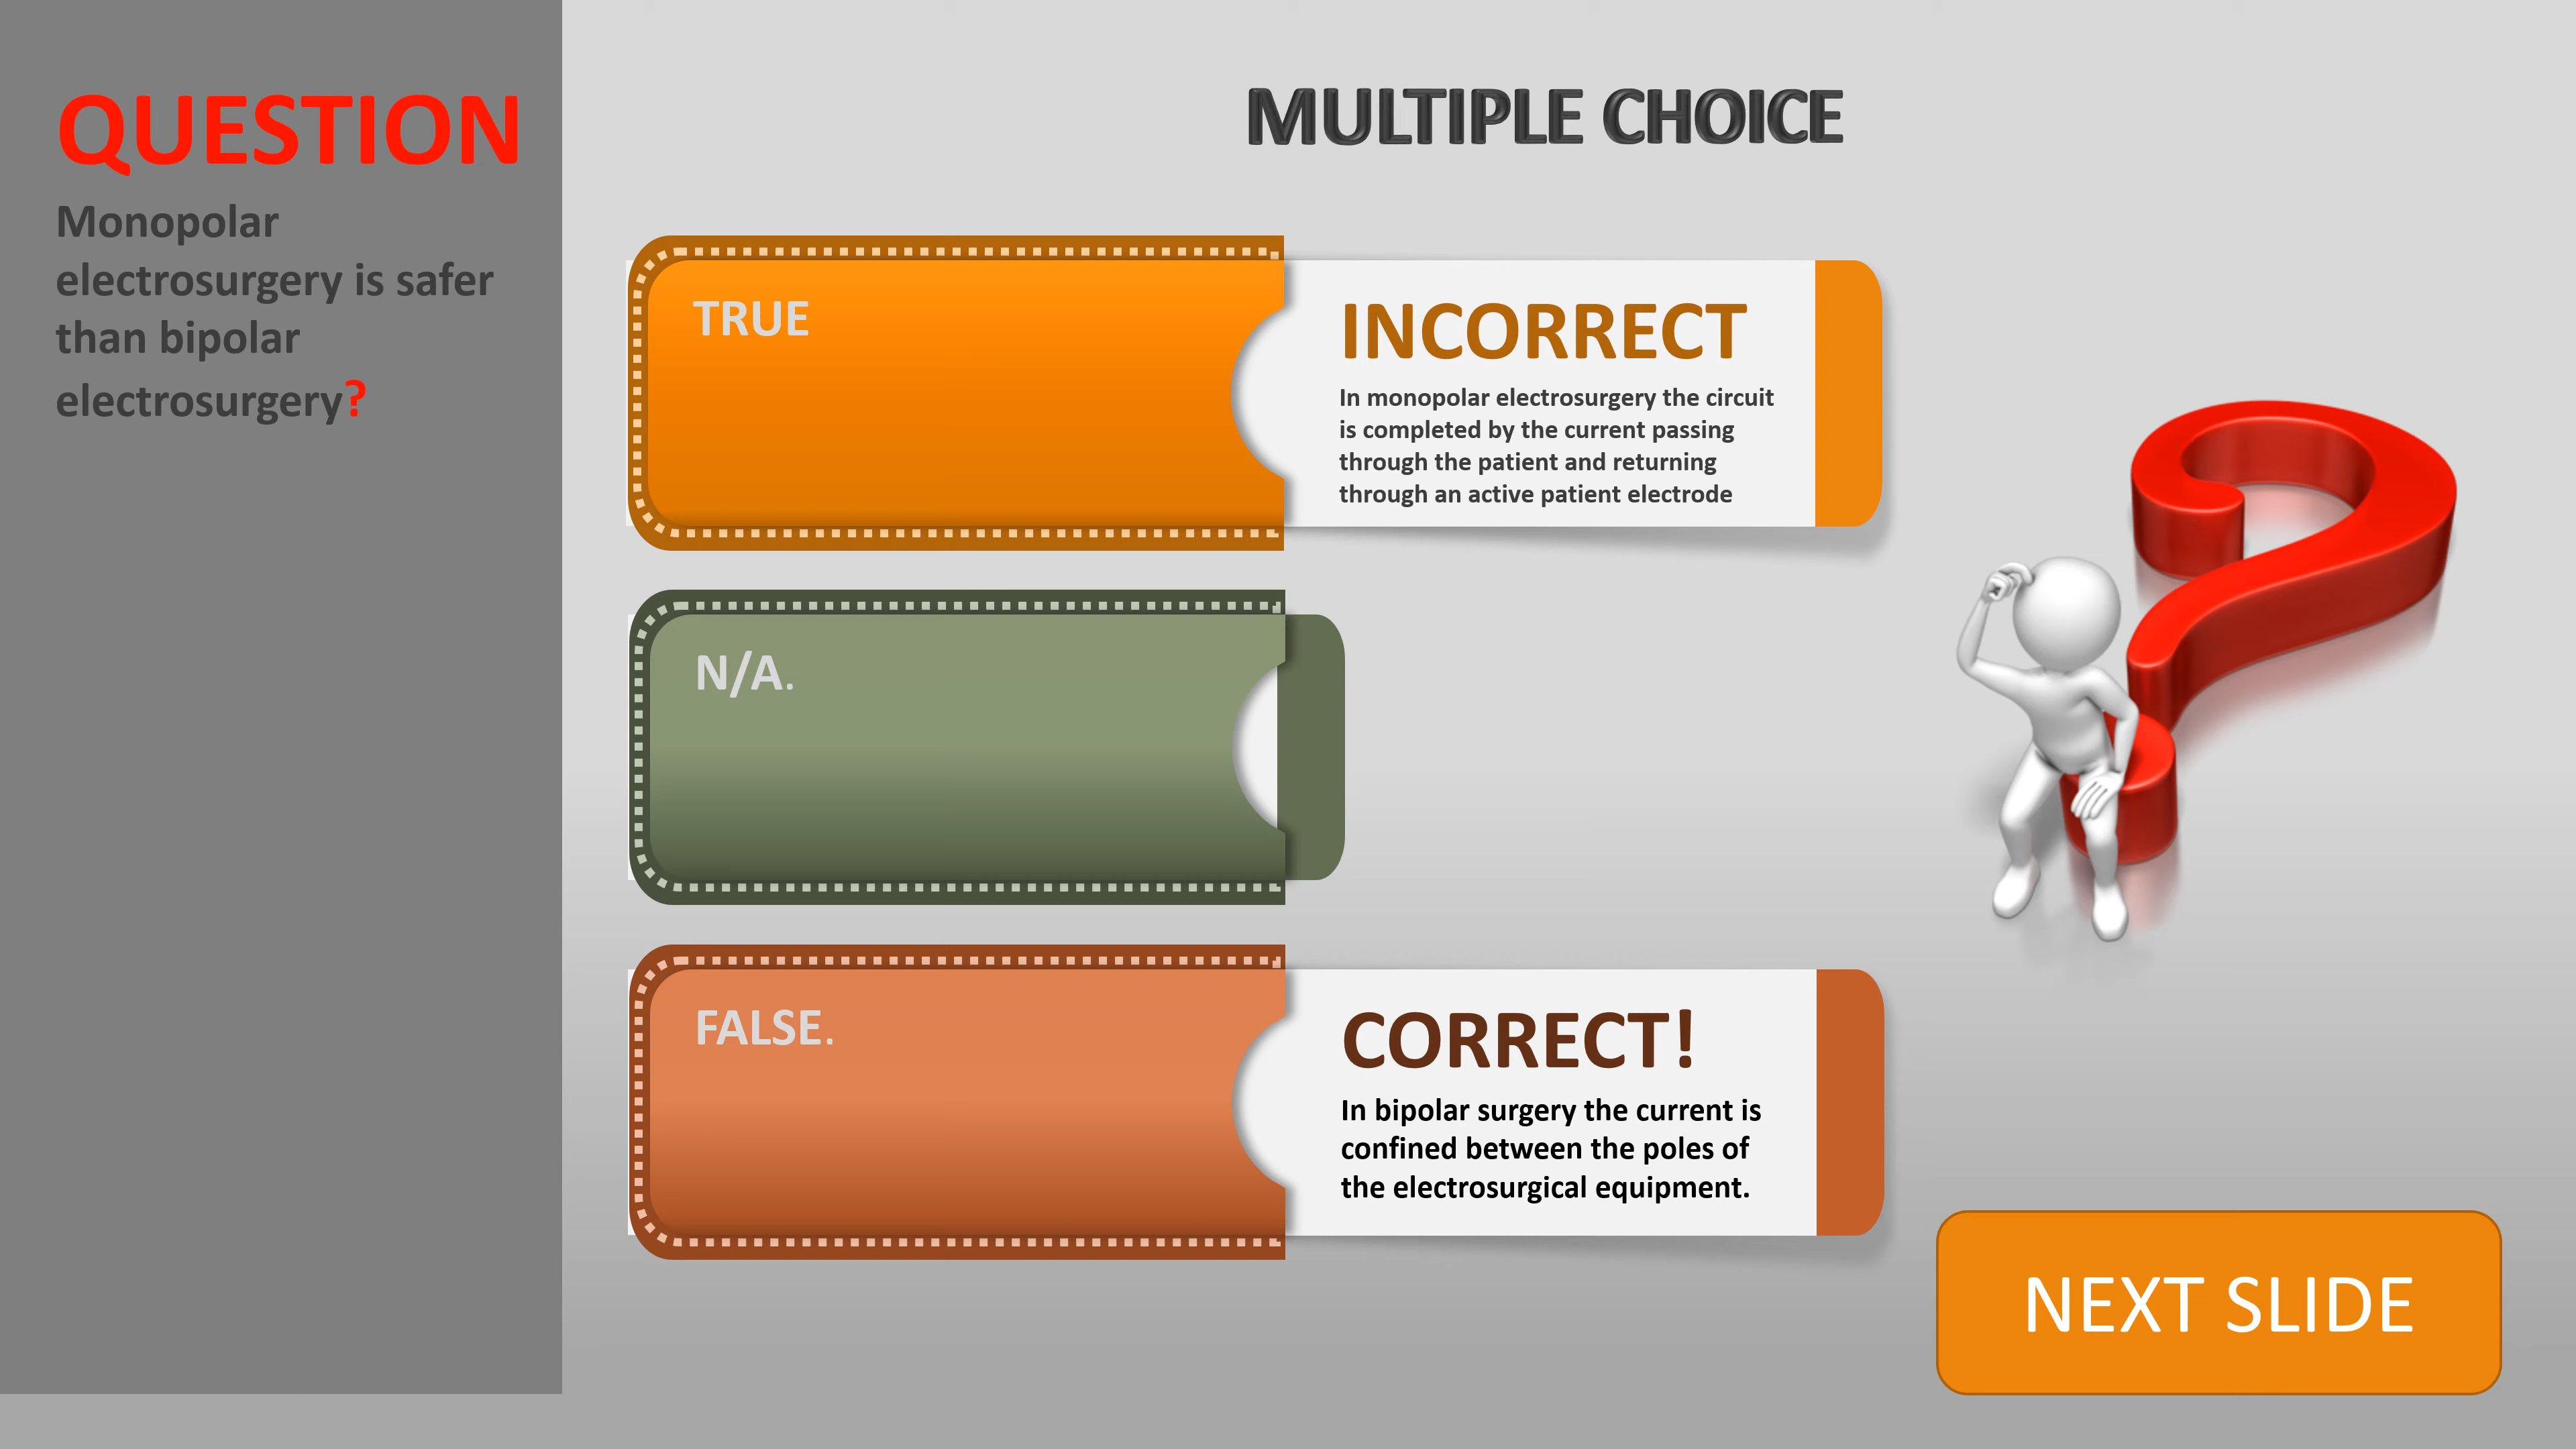 QUESTION
Monopolar
electrosurgery is safer
than bipolar
electrosurgery?
MULTIPLE CHOICE
TRUE
INCORRECT
In monopolar electrosurgery the circuit
is completed by the current passing
through the patient and returning
through an active patient electrode
N/A.
FALSE.
CORRECT!
In bipolar surgery the current is
confined between the poles of
the electrosurgical equipment.
NEXT SLIDE